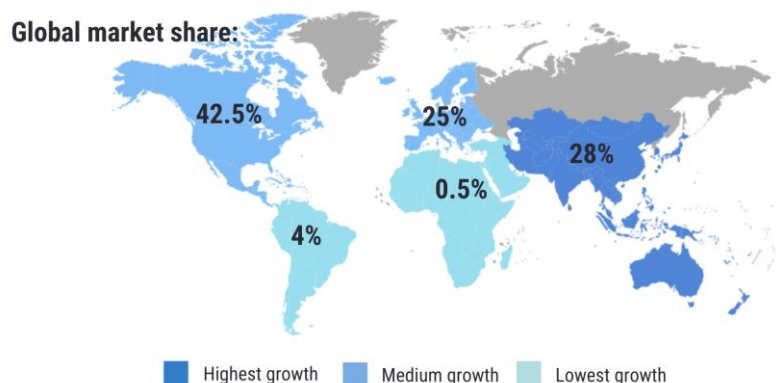 Global market share:
42.5%
25%
28%
0.5%
4%
Highest growth
Medium growth
Lowest growth